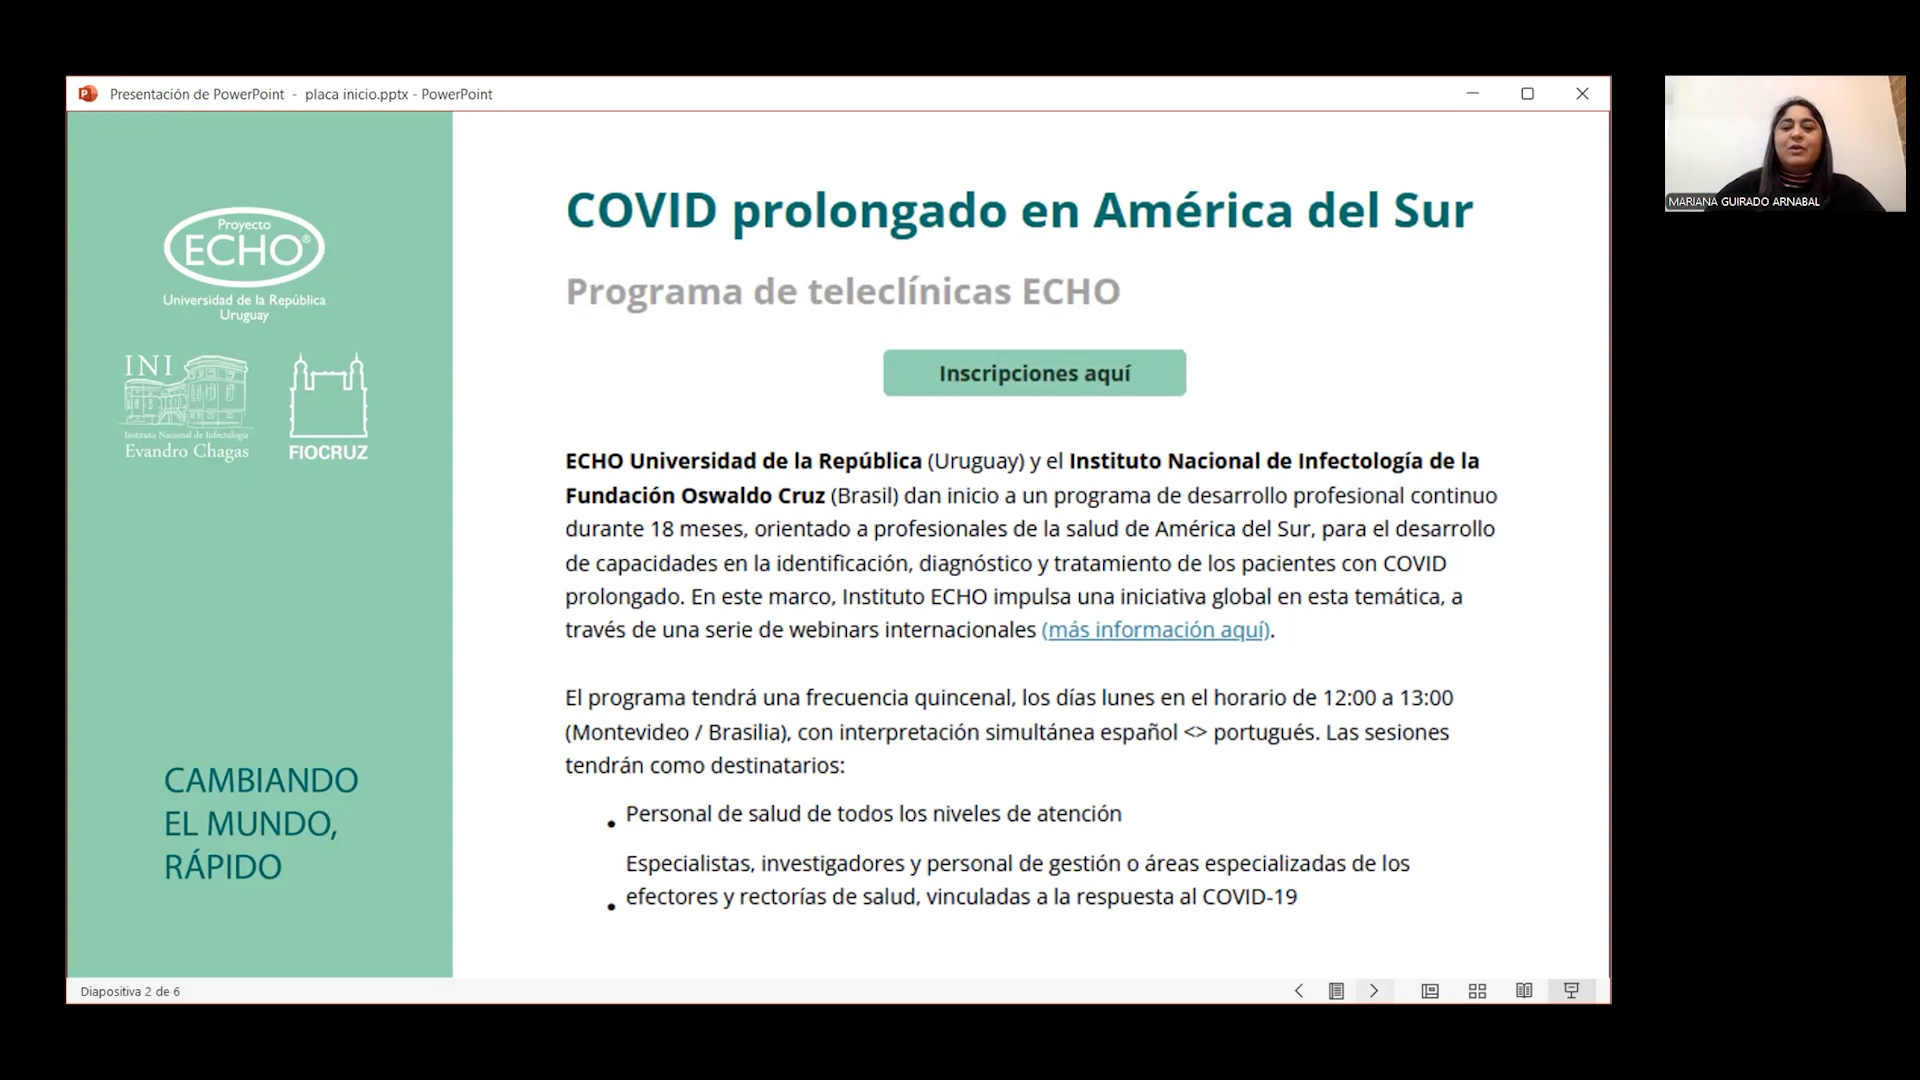 Presentación de PowerPoint - placa inicio.pptx - PowerPoint
Proyecto
ECHO®
Universidad de la República
Uruguay
INI
Instituto Nacional de Infectología
Evandro Chagas
FIOCRUZ
CAMBIANDO
EL MUNDO,
RÁPIDO
COVID prolongado en América del Sur
Programa de teleclínicas ECHO
Inscripciones aquí
ECHO Universidad de la República (Uruguay) y el Instituto Nacional de Infectología de la
Fundación Oswaldo Cruz (Brasil) dan inicio a un programa de desarrollo profesional continuo
durante 18 meses, orientado a profesionales de la salud de América del Sur, para el desarrollo
de capacidades en la identificación, diagnóstico y tratamiento de los pacientes con COVID
prolongado. En este marco, Instituto ECHO impulsa una iniciativa global en esta temática, a
través de una serie de webinars internacionales (más información aquí).
El programa tendrá una frecuencia quincenal, los días lunes en el horario de 12:00 a 13:00
(Montevideo / Brasilia), con interpretación simultánea español <> portugués. Las sesiones
tendrán como destinatarios:
• Personal de salud de todos los niveles de atención
Especialistas, investigadores y personal de gestión o áreas especializadas de los
• efectores y rectorías de salud, vinculadas a la respuesta al COVID-19
Diapositiva 2 de 6
MARIANA GUIRADO ARNABAL